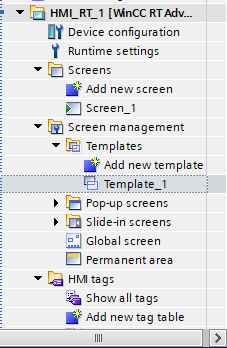 HMI_RT_1 [WinCC RT Adv...
Device configuration
Runtime settings
Screens
Add new screen
Screen_1
Screen management
Templates
Add new template
Template_1
Pop-up screens
Slide-in screens
Global screen
Permanent area
HMI tags
Show all tags
Add new tag table